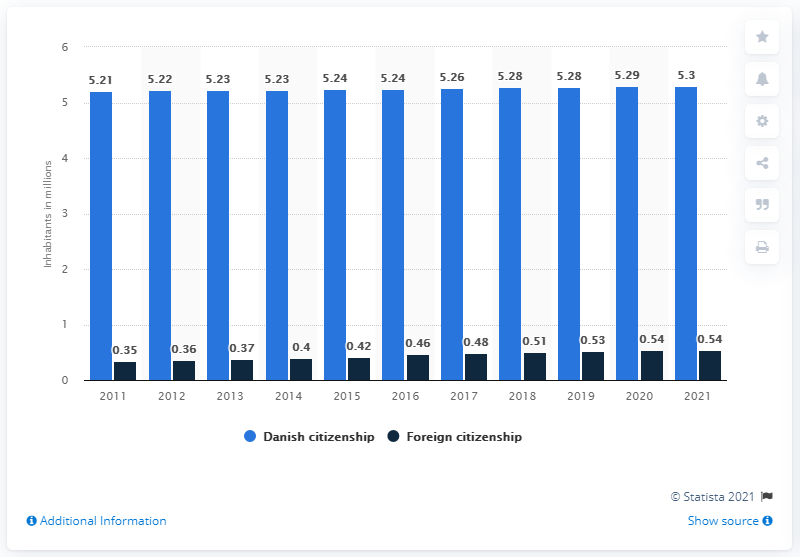 6
5.21 5.22 5.23 5.23 5.24 5.24 5.26 5.28 5.28 5.29 5.3
5
4
Inhabitants in millions
3
2
1
0.35 0.36 0.37 0.4 0.42 0.46 0.48 0.51 0.53 0.54 0.54
0
2011 2012 2013 2014 2015 2016 2017 2018 2019 2020 2021
Danish citizenship Foreign citizenship
© Statista 2021
Additional Information Show source